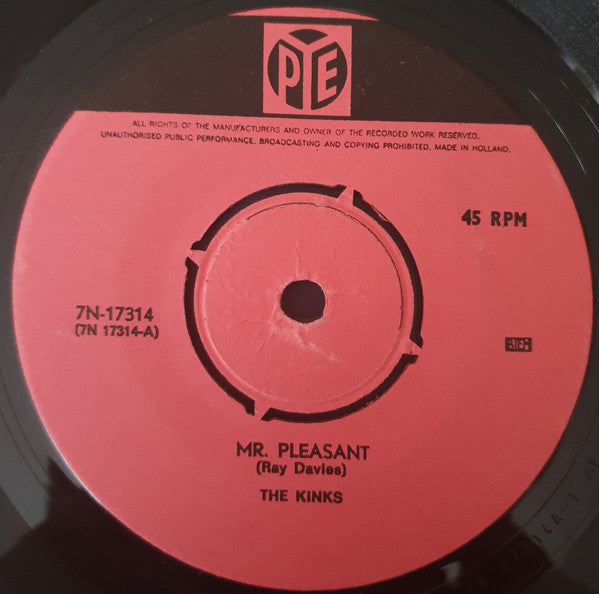 PYE
ALL RIGHTS OF THE MANUFACTURERS AND OWNER OF THE RECORDED WORK RESERVED.
UNAUTHORISED PUBLIC PERFORMANCE, BROADCASTING AND COPYING PROHIBITED. MADE IN HOLLAND.
45 RPM
7N-17314
(7N 17314-A)
BIEM
MR. PLEASANT
(Ray Davies)
THE KINKS